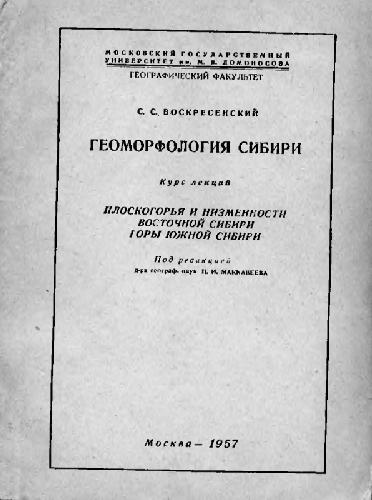 МОСКОВСКИЙ ГОСУДАРСТВЕННЫЙ
УНИВЕРСИТЕТ им. М. В. ЛОМОНОСОВА
ГЕОГРАФИЧЕСКИЙ ФАКУЛЬТЕТ
С. С. ВОСКРЕСЕНСКИЙ
ГЕОМОРФОЛОГИЯ СИБИРИ
Курс лекций
ПЛОСКОГОРЬЯ И НИЗМЕННОСТИ
ВОСТОЧНОЙ СИБИРИ
ГОРЫ ЮЖНОЙ СИБИРИ
Под редакцией
д-ра географ. наук Н. И. МАККАВЕЕВА
Москва — 1957